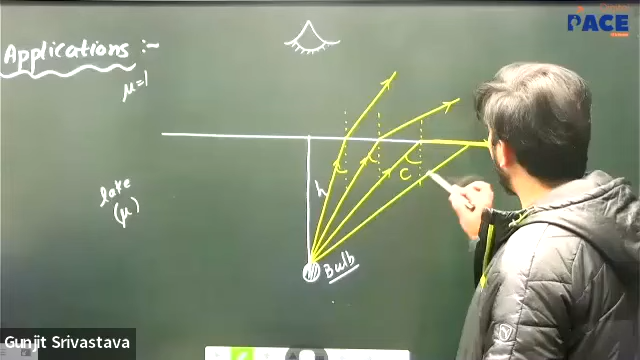 Applications :-
μ=1
PACE
lake
(μ)
h
C
Bulb
Gunjit Srivastava